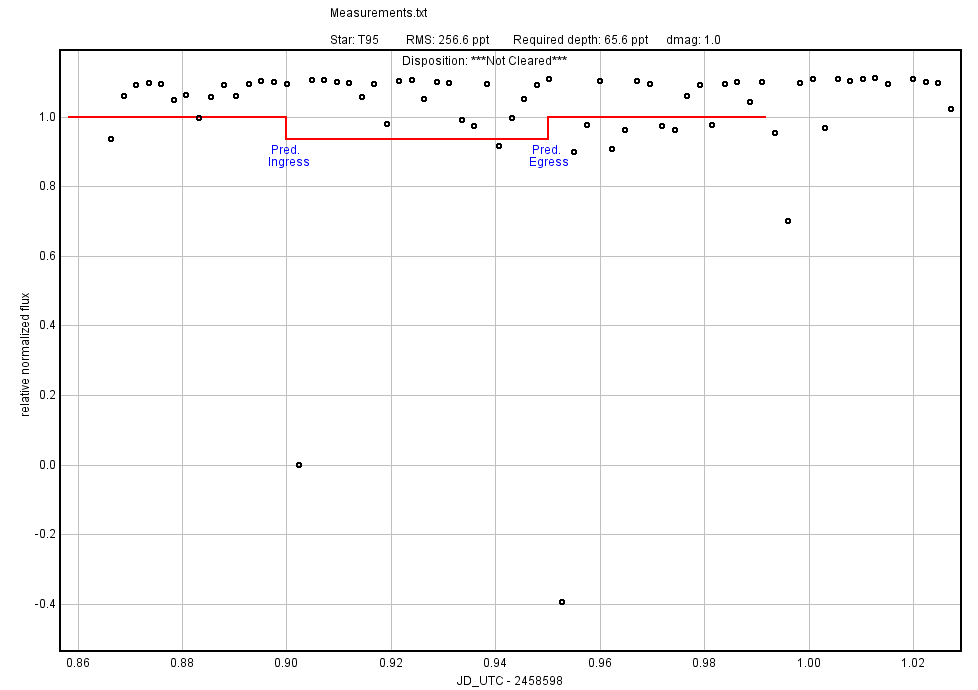 Measurements.txt
Star: T95 RMS: 256.6 ppt Required depth: 65.6 ppt dmag: 1.0
Disposition: ***Not Cleared***
1.0
Pred.
Ingress
Pred.
Egress
0.8
0.6
0.4
0.2
0.0
-0.2
-0.4
relative normalized flux
0.86 0.88 0.90 0.92 0.94 0.96 0.98 1.00 1.02
JD_UTC - 2458598